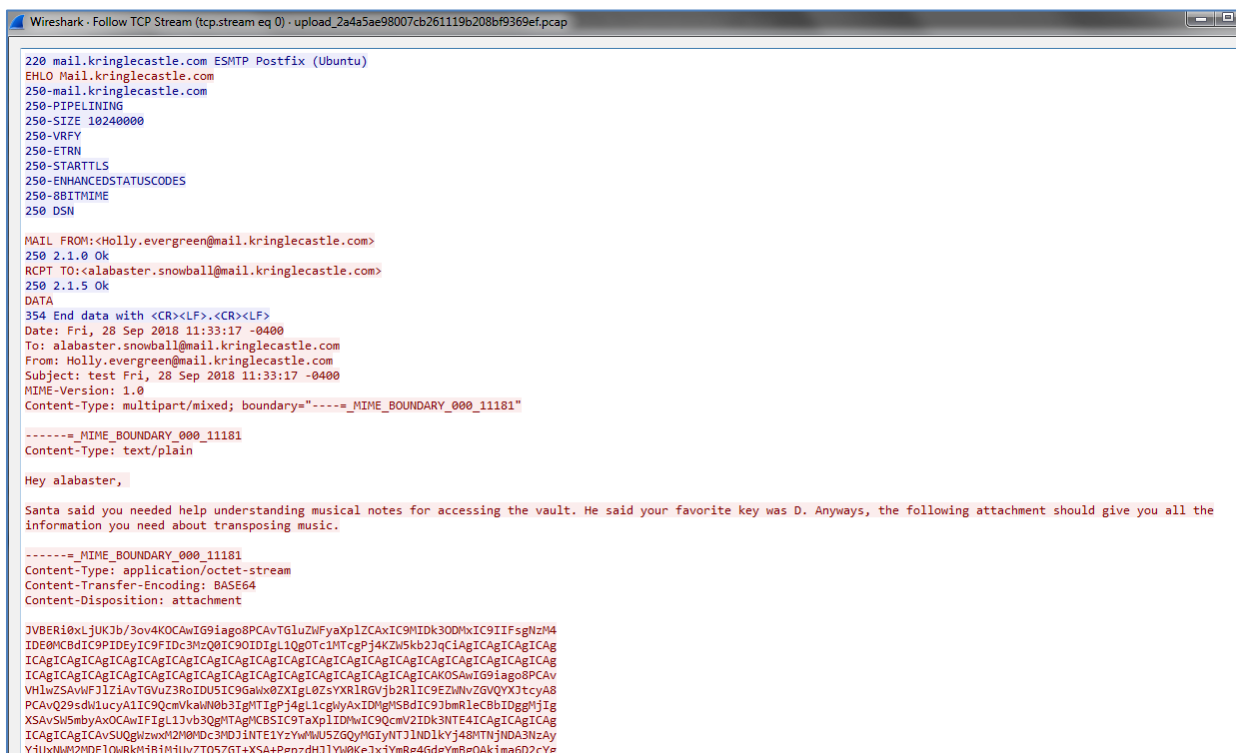 Wireshark · Follow TCP Stream (tcp.stream eq 0) · upload_2a4a5ae98007cb261119b208bf9369ef.pcap
220 mail.kringlecastle.com ESMTP Postfix (Ubuntu)
EHLO Mail.kringlecastle.com
250-mail.kringlecastle.com
250-PIPELINING
250-SIZE 10240000
250-VRFY
250-ETRN
250-STARTTLS
250-ENHANCEDSTATUSCODES
250-8BITMIME
250 DSN
MAIL FROM:<Holly.evergreen@mail.kringlecastle.com>
250 2.1.0 Ok
RCPT TO:<alabaster.snowball@mail.kringlecastle.com>
250 2.1.5 Ok
DATA
354 End data with <CR><LF>.<CR><LF>
Date: Fri, 28 Sep 2018 11:33:17 -0400
To: alabaster.snowball@mail.kringlecastle.com
From: Holly.evergreen@mail.kringlecastle.com
Subject: test Fri, 28 Sep 2018 11:33:17 -0400
MIME-Version: 1.0
Content-Type: multipart/mixed; boundary="----=_MIME_BOUNDARY_000_11181"
------=_MIME_BOUNDARY_000_11181
Content-Type: text/plain
Hey alabaster,
Santa said you needed help understanding musical notes for accessing the vault. He said your favorite key was D. Anyways, the following attachment should give you all the
information you need about transposing music.
------=_MIME_BOUNDARY_000_11181
Content-Type: application/octet-stream
Content-Transfer-Encoding: BASE64
Content-Disposition: attachment
JVBERi0xLjUKJb/3ov4KOCAwIG9iago8PCAvTGluZWFyaXplZCAxIC9MIDk3ODMxIC9IIFsgNzM4
IDE0MCBdIC9PIDEyIC9FIDc3MzQ0IC9OIDIgL1QgOTc1MTcgPj4KZW5kb2JqCiAgICAgICAgICAg
ICAgICAgICAgICAgICAgICAgICAgICAgICAgICAgICAgICAgICAgICAgICAgICAgICAgICAgICAg
ICAgICAgICAgICAgICAgICAgICAgICAgICAgICAgICAgICAgICAgICAgICAKOSAwIG9iago8PCAv
VHlwZSAvWFJlZiAvTGVuZ3RoIDU5IC9GaWx0ZXIgL0ZsYXRlRGVjb2RlIC9EZWNvZGVQYXJtcyA8
PCAvQ29sdW1ucyA1IC9QcmVkaWN0b3IgMTIgPj4gL1cgWyAxIDMgMSBdIC9JbmRleCBbIDggMjIg
XSAvSW5mbyAxOCAwIFIgL1Jvb3QgMTAgMCBSIC9TaXplIDMwIC9QcmV2IDk3NTE4ICAgICAgICAg